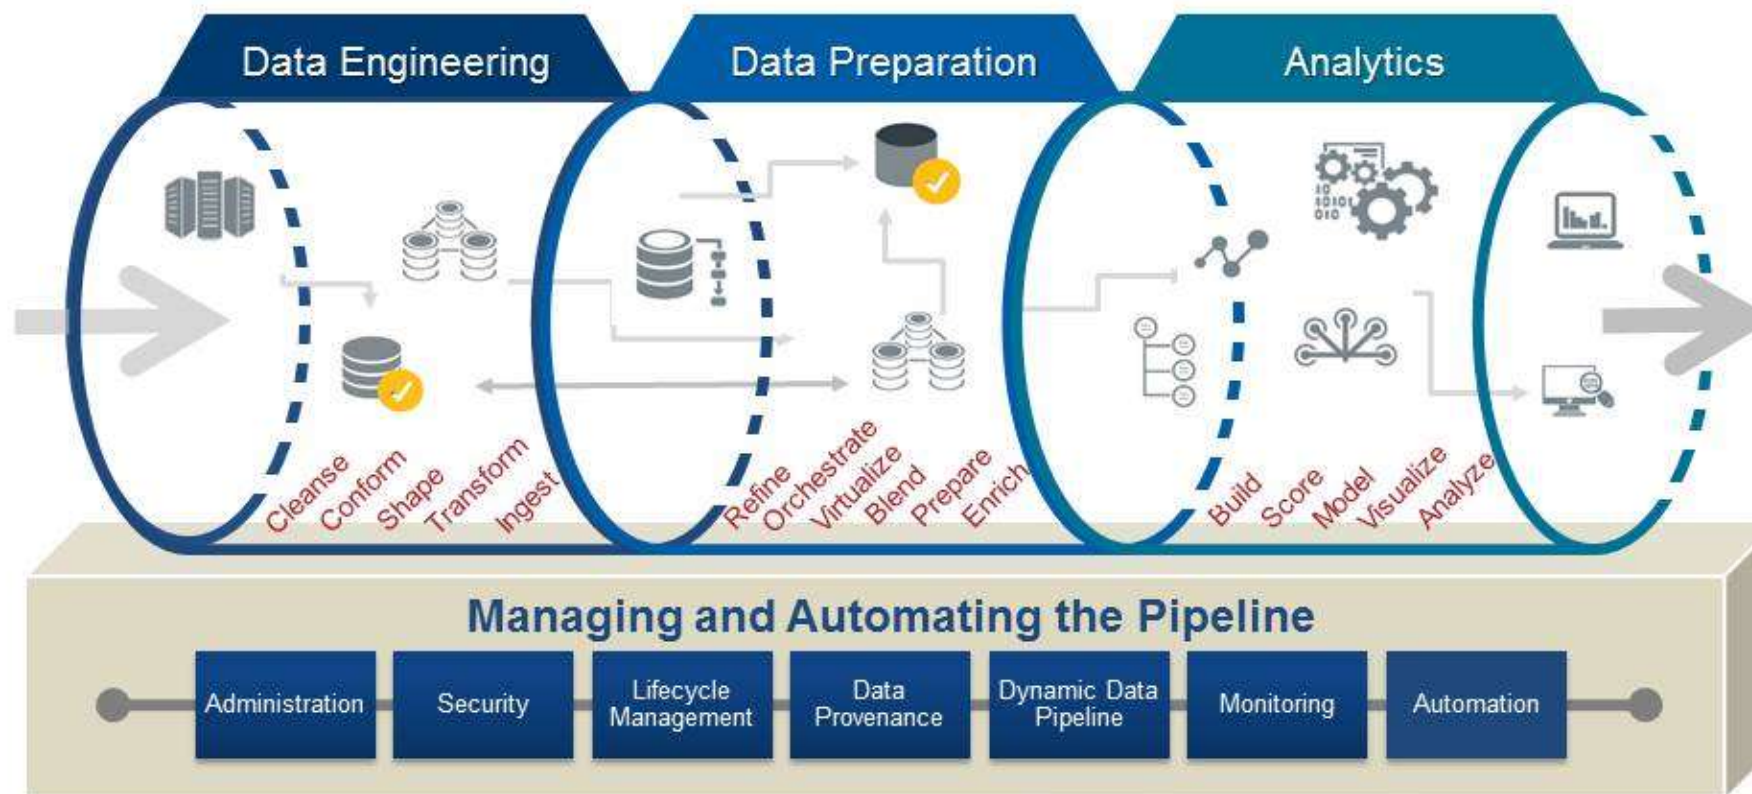 Data Engineering
Data Preparation
Analytics
Cleanse
Conform
Shape
Transform
Ingest
Refine
Orchestrate
Virtualize
Blend
Prepare
Enrich
Build
Score
Model
Visualize
Analyze
Managing and Automating the Pipeline
Administration
Security
Lifecycle
Management
Data
Provenance
Dynamic Data
Pipeline
Monitoring
Automation